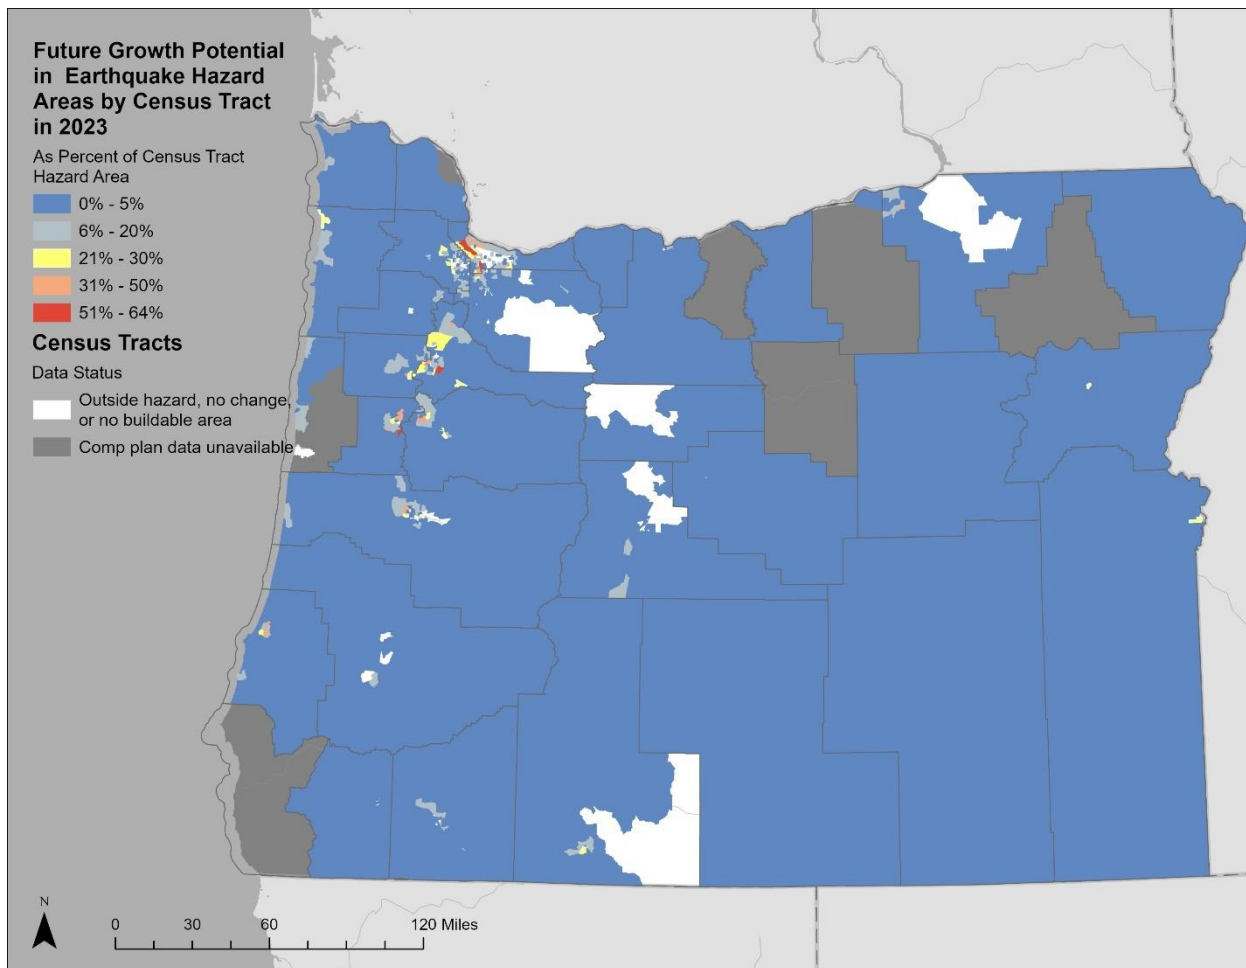 Future Growth Potential
in Earthquake Hazard
Areas by Census Tract
in 2023
As Percent of Census Tract
Hazard Area
0% - 5%
6% - 20%
21% - 30%
31% - 50%
51% - 64%
Census Tracts
Data Status
Outside hazard, no change,
or no buildable area
Comp plan data unavailable
N
0 30 60 120 Miles